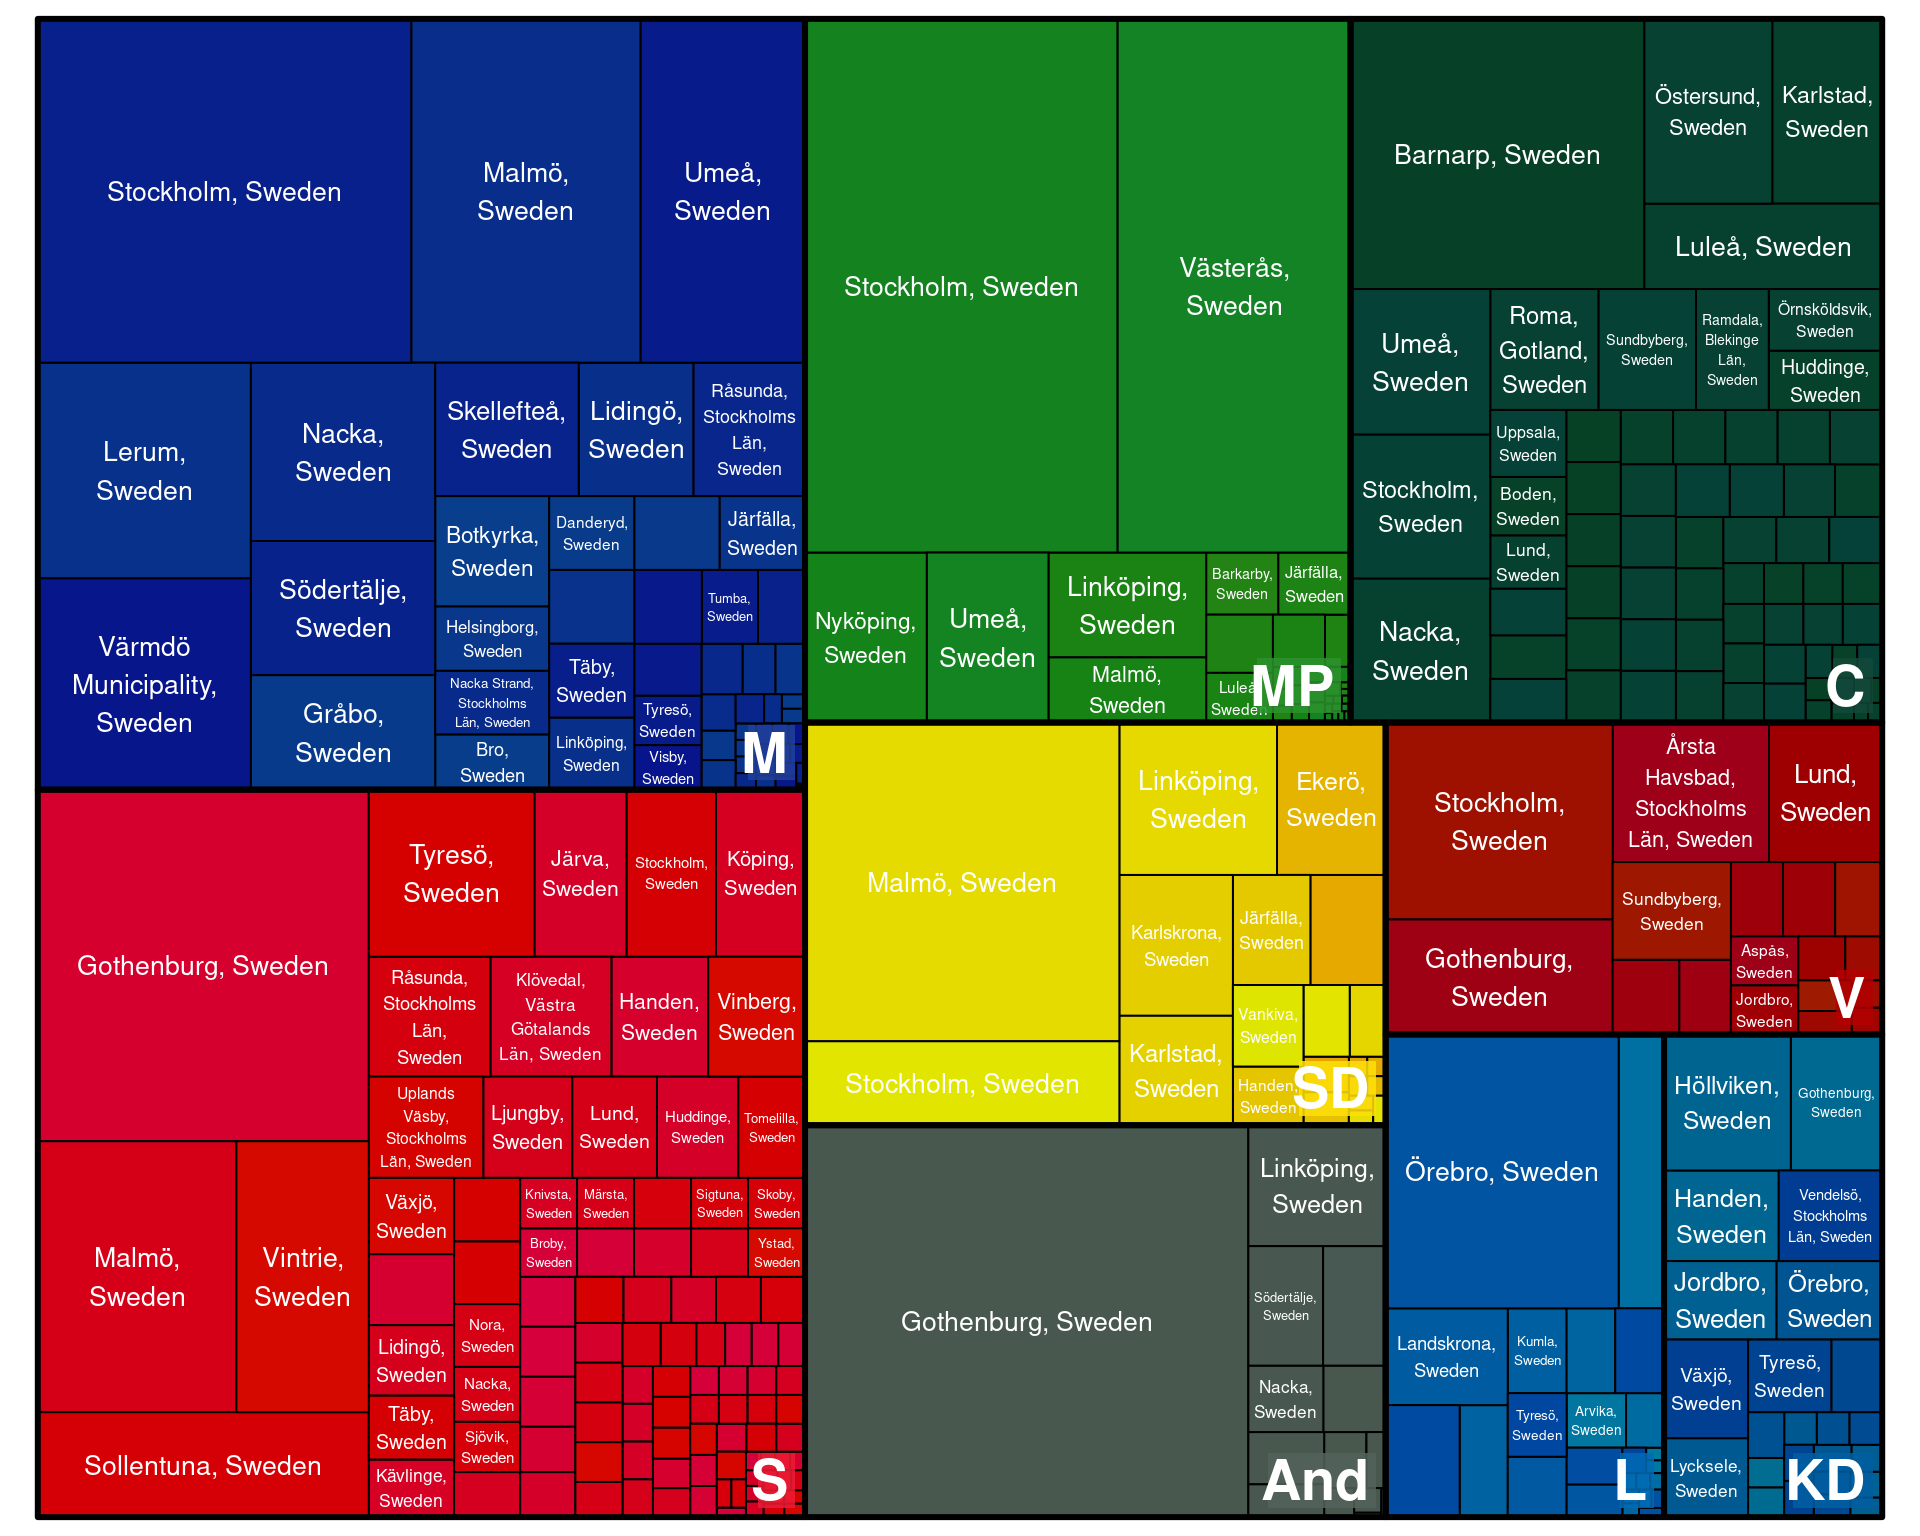 Stockholm, Sweden
Malmö,
Sweden
Umeå,
Sweden
Lerum,
Sweden
Nacka,
Sweden
Skellefteå,
Sweden
Lidingö,
Sweden
Råsunda,
Stockholms
Län,
Sweden
Värmdö
Municipality,
Sweden
Södertälje,
Sweden
Gråbo,
Sweden
Botkyrka,
Sweden
Danderyd,
Sweden
Järfälla,
Sweden
Helsingborg,
Sweden
Nacka Strand,
Stockholms
Län, Sweden
Bro,
Sweden
Tumba,
Sweden
Täby,
Sweden
Linköping,
Sweden
Tyresö,
Sweden
Visby,
Sweden
M
Stockholm, Sweden
Västerås,
Sweden
Nyköping,
Sweden
Umeå,
Sweden
Linköping,
Sweden
Malmö,
Sweden
Barkarby,
Sweden
Järfälla,
Sweden
Luleå,
Sweden
MP
Barnarp, Sweden
Östersund,
Sweden
Karlstad,
Sweden
Luleå, Sweden
Umeå,
Sweden
Stockholm,
Sweden
Nacka,
Sweden
Roma,
Gotland,
Sweden
Sundbyberg,
Sweden
Ramdala,
Blekinge
Län,
Sweden
Örnsköldsvik,
Sweden
Huddinge,
Sweden
Uppsala,
Sweden
Boden,
Sweden
Lund,
Sweden
C
Gothenburg, Sweden
Malmö,
Sweden
Vintrie,
Sweden
Sollentuna, Sweden
Tyresö,
Sweden
Järva,
Sweden
Stockholm,
Sweden
Köping,
Sweden
Råsunda,
Stockholms
Län,
Sweden
Klövedal,
Västra
Götalands
Län, Sweden
Handen,
Sweden
Vinberg,
Sweden
Uplands
Väsby,
Stockholms
Län, Sweden
Ljungby,
Sweden
Lund,
Sweden
Huddinge,
Sweden
Tomelilla,
Sweden
Växjö,
Sweden
Lidingö,
Sweden
Täby,
Sweden
Kävlinge,
Sweden
Nora,
Sweden
Nacka,
Sweden
Sjövik,
Sweden
Knivsta,
Sweden
Märsta,
Sweden
Sigtuna,
Sweden
Skoby,
Sweden
Broby,
Sweden
Ystad,
Sweden
S
Malmö, Sweden
Stockholm, Sweden
Linköping,
Sweden
Ekerö,
Sweden
Karlskrona,
Sweden
Järfälla,
Sweden
Karlstad,
Sweden
Vankiva,
Sweden
Handen,
Sweden
SD
Gothenburg, Sweden
Linköping,
Sweden
Södertälje,
Sweden
Nacka,
Sweden
And
Stockholm,
Sweden
Gothenburg,
Sweden
Årsta
Havsbad,
Stockholms
Län, Sweden
Lund,
Sweden
Sundbyberg,
Sweden
Aspås,
Sweden
Jordbro,
Sweden
V
Örebro, Sweden
Landskrona,
Sweden
Kumla,
Sweden
Tyresö,
Sweden
Arvika,
Sweden
L
Höllviken,
Sweden
Gothenburg,
Sweden
Handen,
Sweden
Vendelsö,
Stockholms
Län, Sweden
Jordbro,
Sweden
Örebro,
Sweden
Växjö,
Sweden
Tyresö,
Sweden
Lycksele,
Sweden
KD